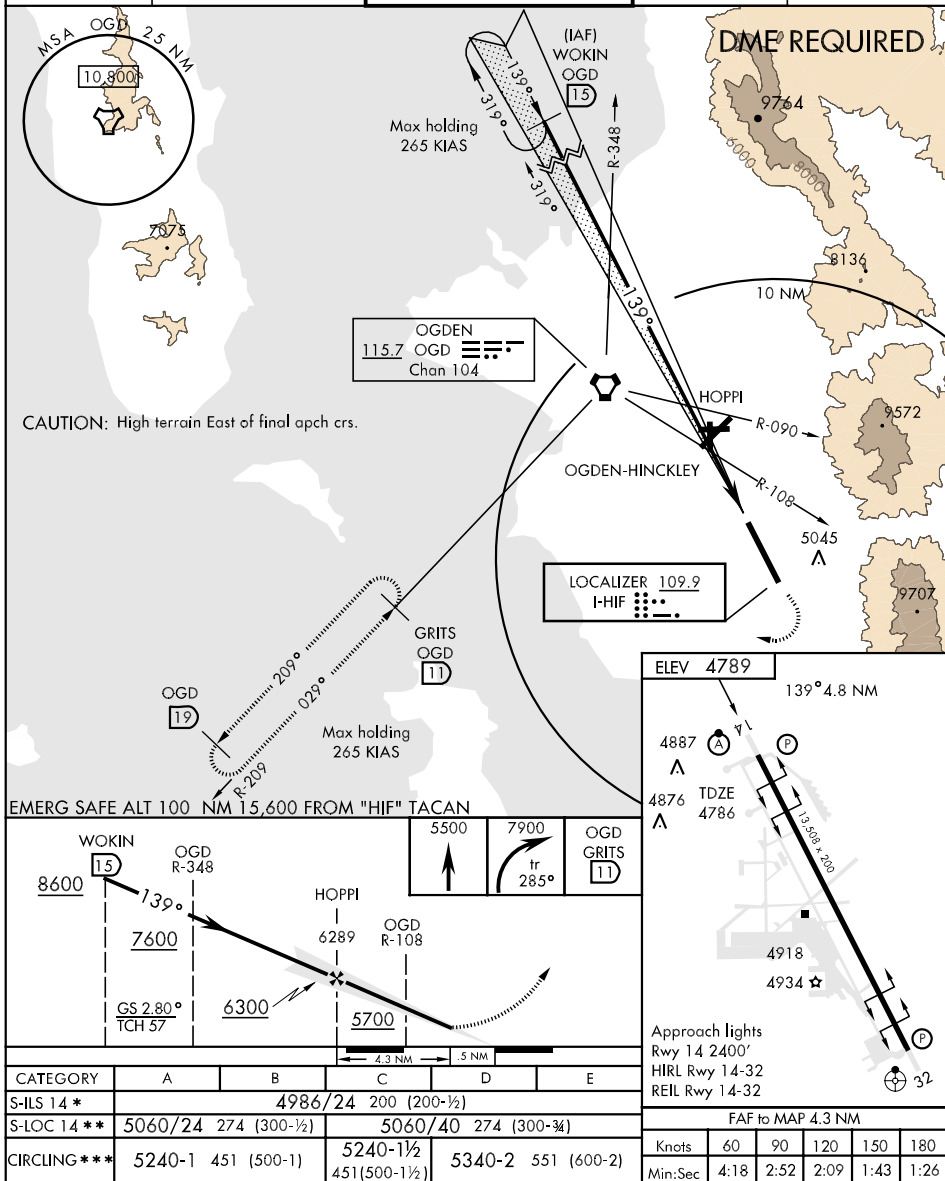 MSA OGD 25 NM
10,800
(IAF)
WOKIN
OGD
15
DME REQUIRED
139°
319°
Max holding
265 KIAS
319°
R-348
9764
6000
8000
7075
8136
139°
10 NM
OGDEN
115.7 OGD
Chan 104
HOPPI
R-090
9572
CAUTION: High terrain East of final apch crs.
OGDEN-HINCKLEY
R-108
5045
LOCALIZER 109.9
I-HIF
9707
209°
029°
GRITS
OGD
11
OGD
19
Max holding
265 KIAS
R-209
EMERG SAFE ALT 100 NM 15,600 FROM "HIF" TACAN
ELEV 4789
139° 4.8 NM
14
4887
A
P
4876
TDZE
4786
13,508 x 200
4918
4934
P
32
Approach lights
Rwy 14 2400'
HIRL Rwy 14-32
REIL Rwy 14-32
WOKIN
15
OGD
R-348
8600
139°
7600
GS 2.80°
TCH 57
HOPPI
6289
OGD
R-108
6300
5700
5500
7900
tr
285°
OGD
GRITS
11
4.3 NM
.5 NM
CATEGORY A B C D E
S-ILS 14 * 4986/24 200 (200-½)
S-LOC 14 ** 5060/24 274 (300-½) 5060/40 274 (300-¾)
CIRCLING *** 5240-1 451 (500-1) 5240-1½ 451(500-1½) 5340-2 551 (600-2)
FAF to MAP 4.3 NM
Knots 60 90 120 150 180
Min:Sec 4:18 2:52 2:09 1:43 1:26